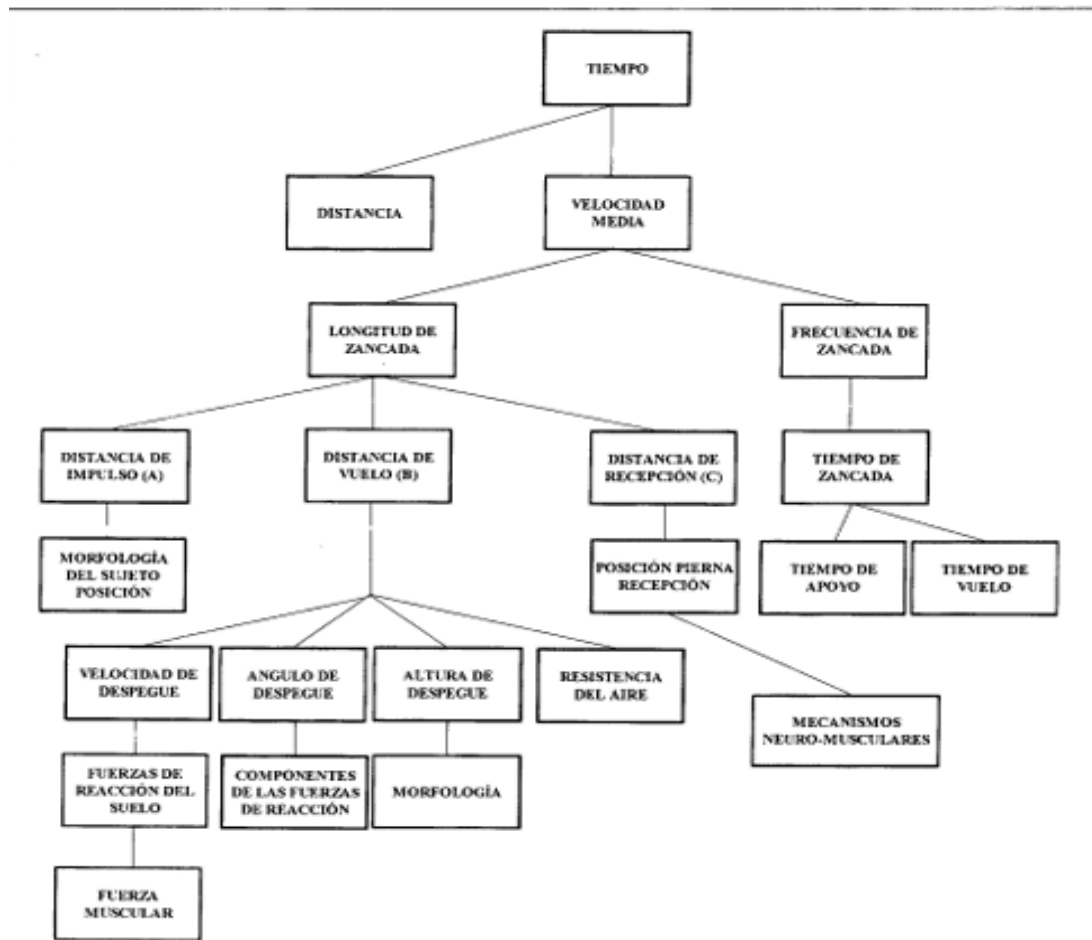 TIEMPO
DISTANCIA
VELOCIDAD
MEDIA
LONGITUD DE
ZANCADA
FRECUENCIA DE
ZANCADA
DISTANCIA DE
IMPULSO (A)
DISTANCIA DE
VUELO (B)
DISTANCIA DE
RECEPCIÓN (C)
TIEMPO DE
ZANCADA
MORFOLOGÍA
DEL SUJETO
POSICIÓN
POSICIÓN PIERNA
RECEPCIÓN
TIEMPO DE
APOYO
TIEMPO DE
VUELO
VELOCIDAD DE
DESPEGUE
ANGULO DE
DESPEGUE
ALTURA DE
DESPEGUE
RESISTENCIA
DEL AIRE
MECANISMOS
NEURO-MUSCULARES
FUERZAS DE
REACCIÓN DEL
SUELO
COMPONENTES
DE LAS FUERZAS
DE REACCIÓN
MORFOLOGÍA
FUERZA
MUSCULAR